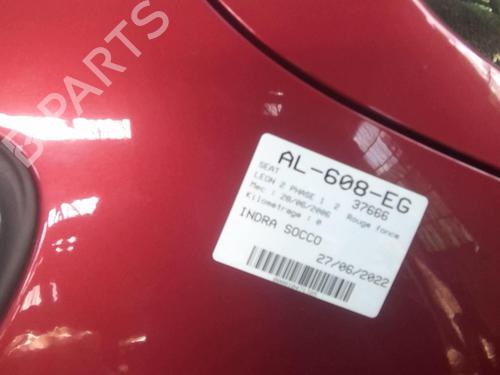 B-PARTS
AL-608-EG
SEAT
LEON 2 PHASE 1 2 37666
Mec : 28/06/2006 Rouge fonce
Kilometrage : 0
INDRA SOCCO
27/06/2022